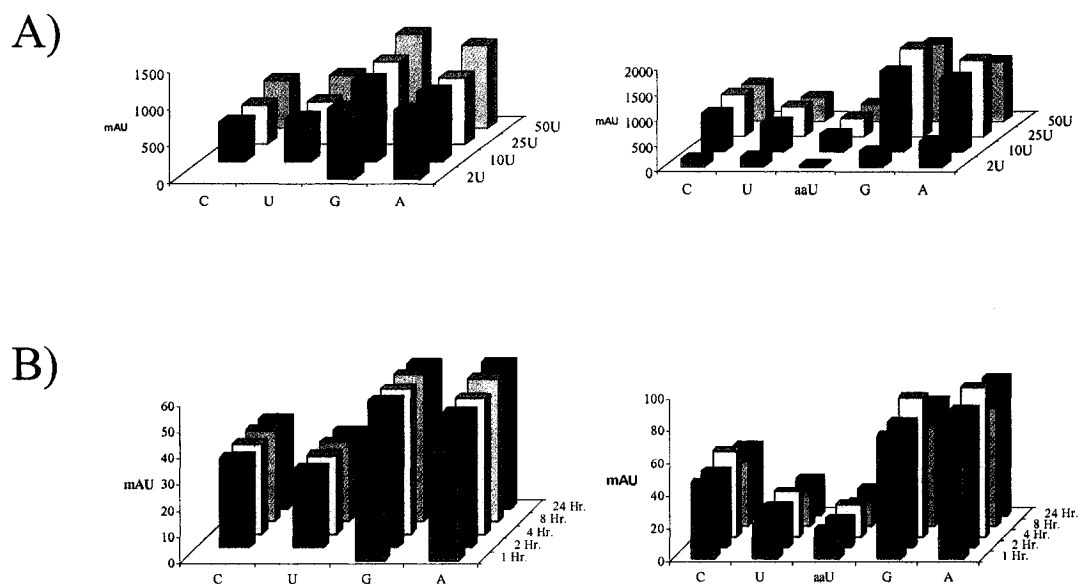 A)
1500
1000
mAU
500
0
C U G A
2U
10U
25U
50U
2000
1500
mAU
1000
500
0
C U aaU G A
2U
10U
25U
50U
B)
60
50
40
30
mAU
20
10
0
C U G A
1 Hr.
2 Hr.
4 Hr.
8 Hr.
24 Hr.
100
80
60
mAU
40
20
0
C U aaU G A
1 Hr.
2 Hr.
4 Hr.
8 Hr.
24 Hr.